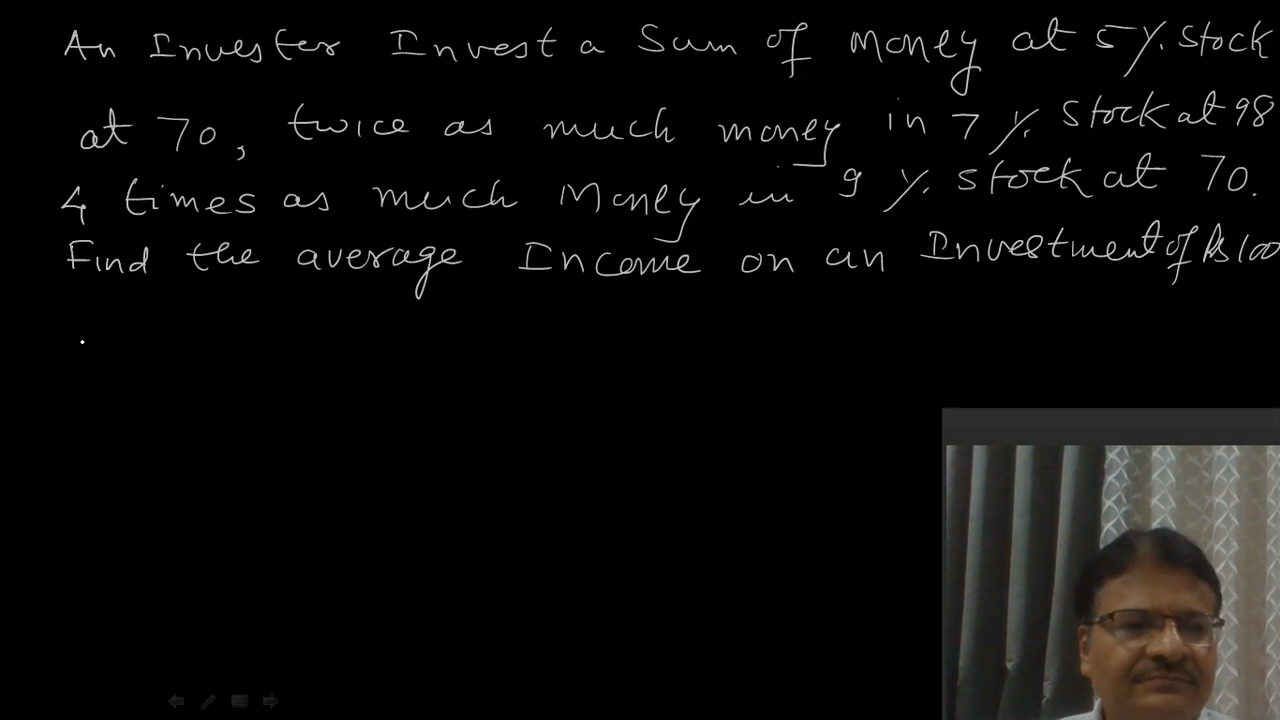 An Invester Invest a Sum of Money at 5%. Stock
at 70, twice as much money in 7%. Stock at 98
4 times as much Money in 9%. stock at 70.
Find the average Income on an Investment of Rs 100